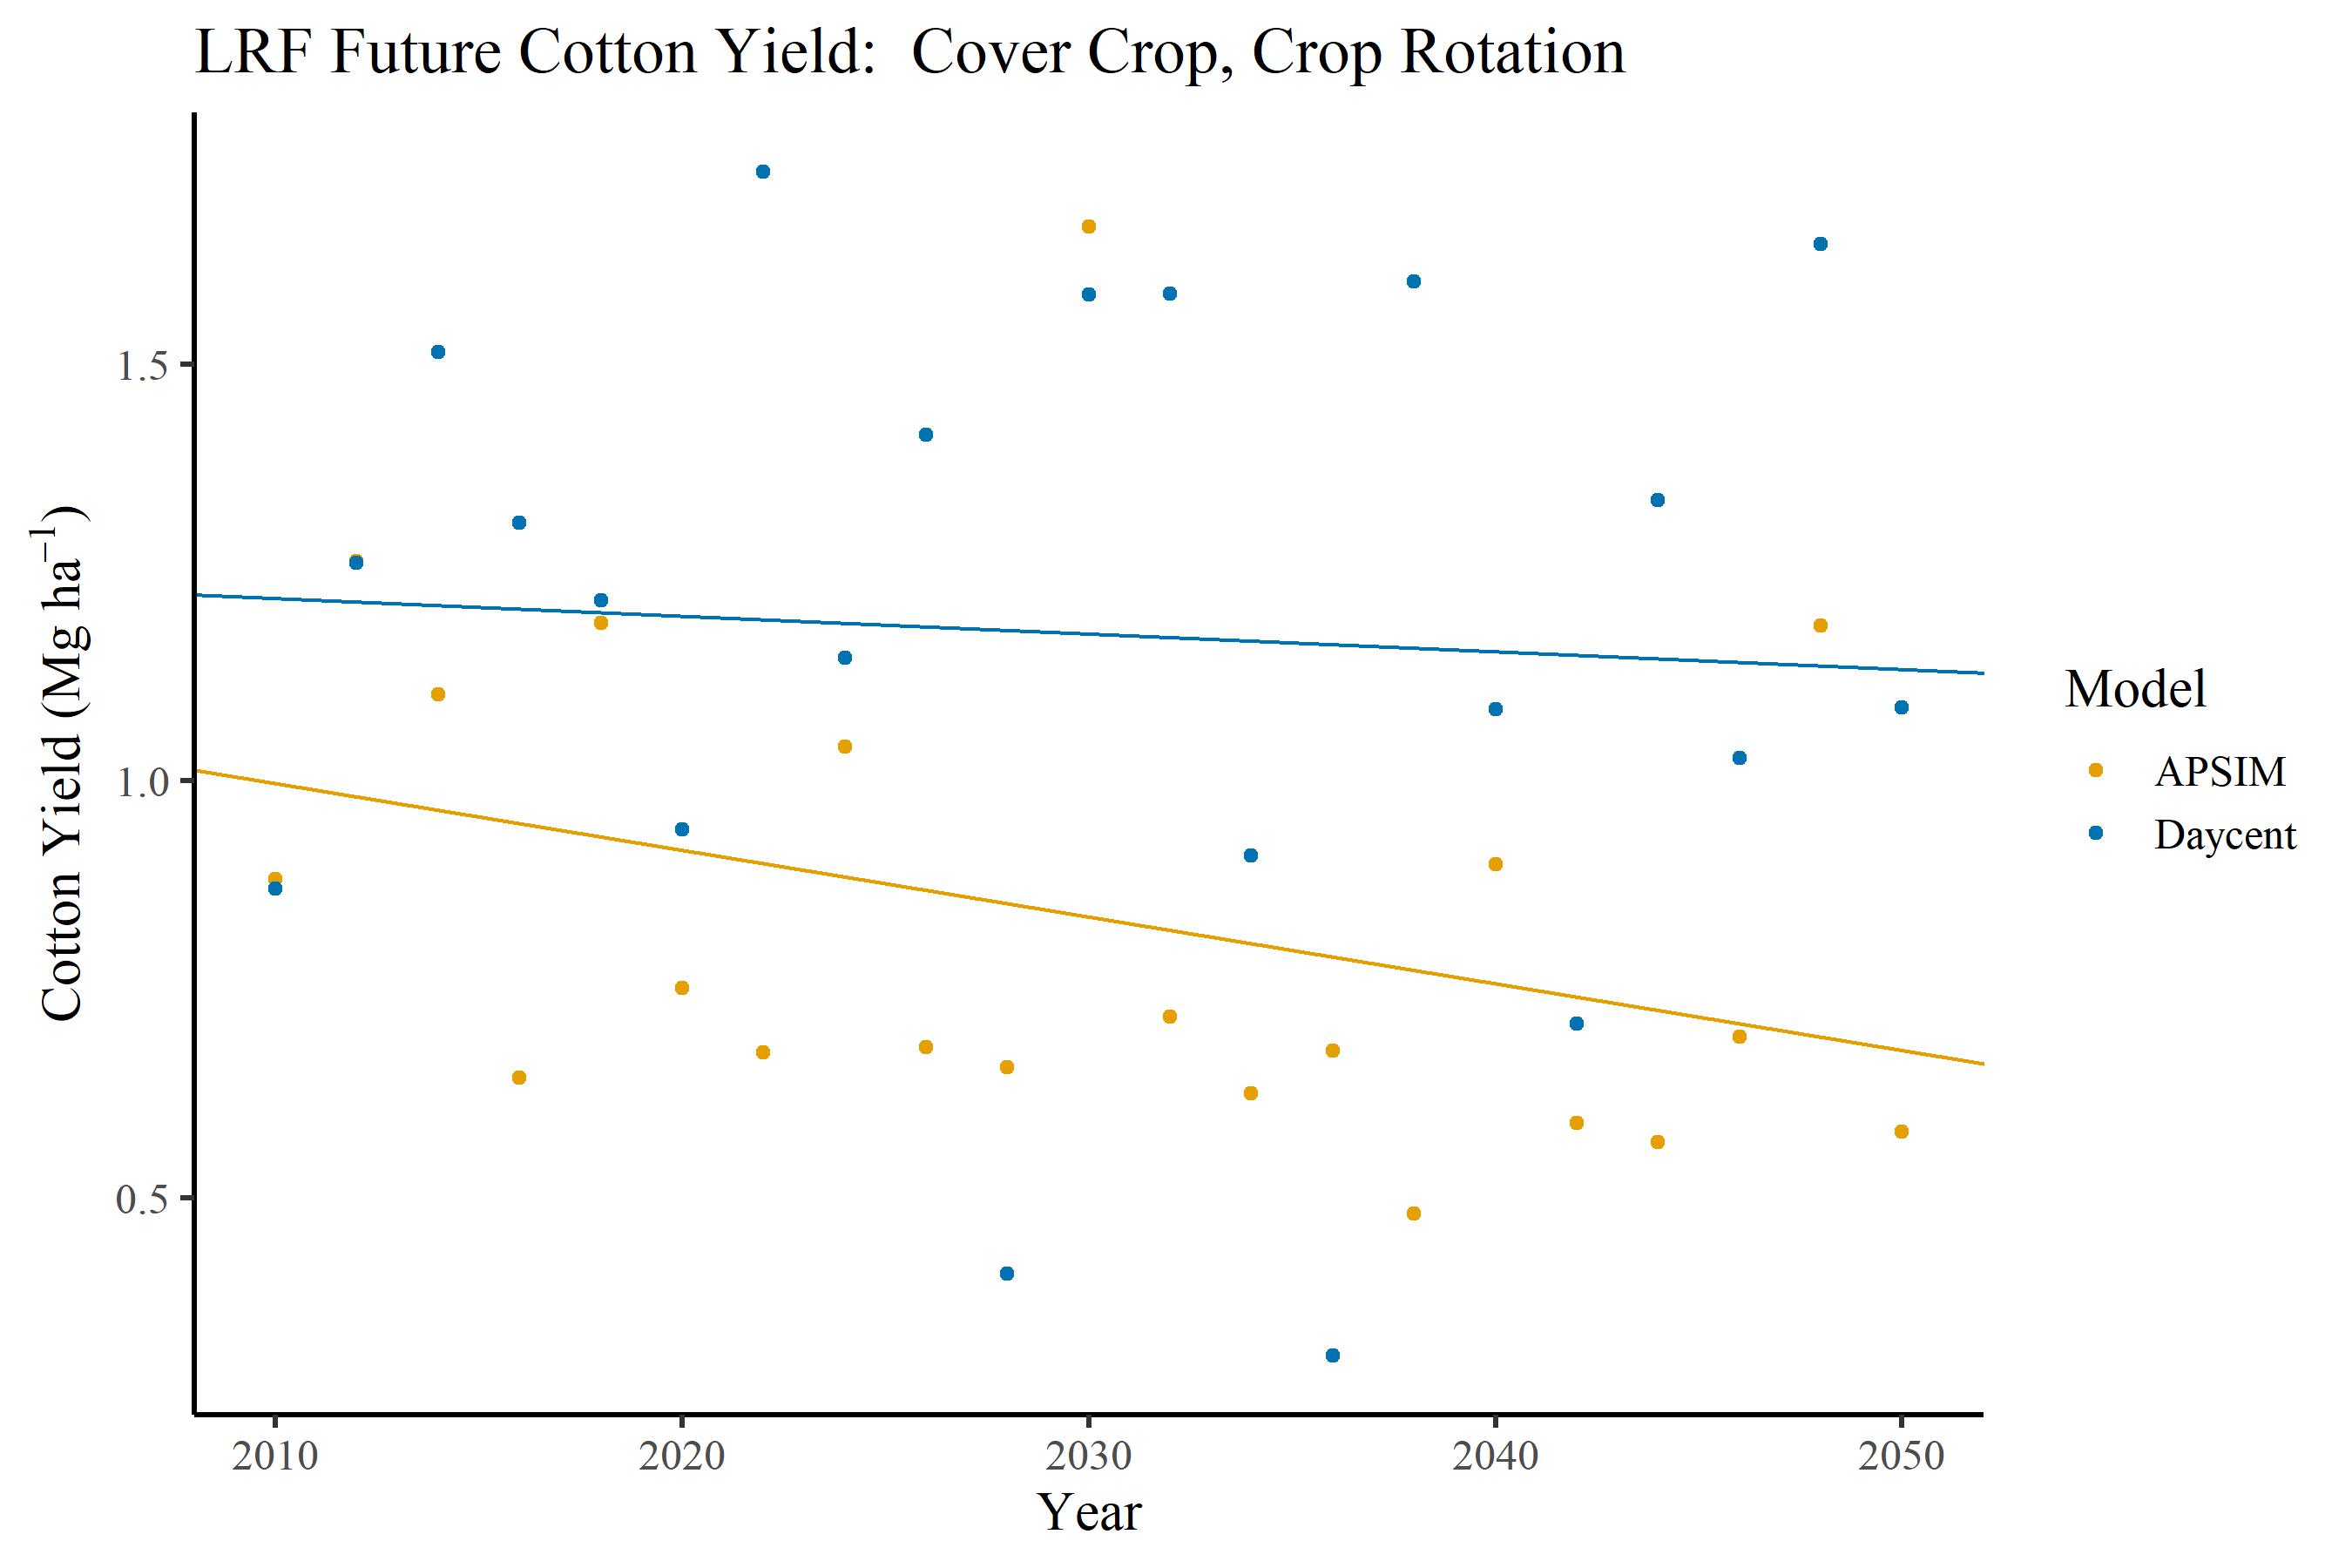 LRF Future Cotton Yield:  Cover Crop, Crop Rotation
Cotton Yield (Mg ha⁻¹)
1.5
1.0
0.5
2010 2020 2030 2040 2050
Year
Model
APSIM
Daycent